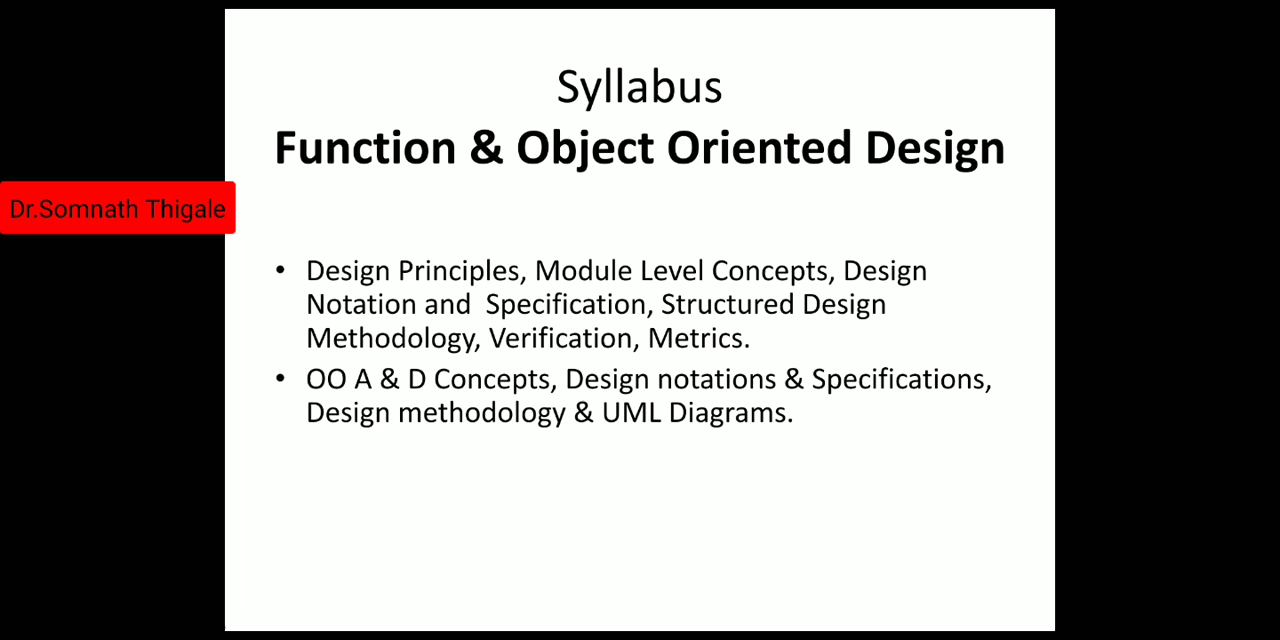 Syllabus
Function & Object Oriented Design
Dr.Somnath Thigale
• Design Principles, Module Level Concepts, Design
Notation and  Specification, Structured Design
Methodology, Verification, Metrics.
• OO A & D Concepts, Design notations & Specifications,
Design methodology & UML Diagrams.